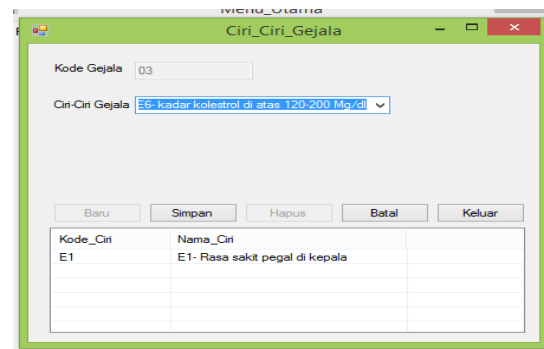 Menu_Utama
Ciri_Ciri_Gejala
Kode Gejala 03
Ciri-Ciri Gejala E6- kadar kolestrol di atas 120-200 Mg/dl
Baru Simpan Hapus Batal Keluar
Kode_Ciri Nama_Ciri
E1 E1- Rasa sakit pegal di kepala